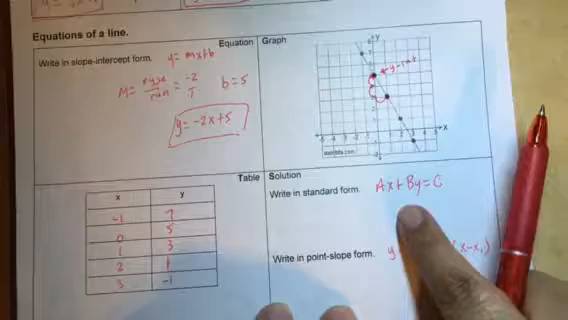 Equations of a line.
Equation
Graph
Write in slope-intercept form. y = mx+b
M = rise/run = -2/1 b = 5
y = -2x+5
y-int
x
y
Table
Solution
x y
-1 7
0 5
1 3
2 1
3 -1
Write in standard form. Ax+By=C
Write in point-slope form. y x-x₁)